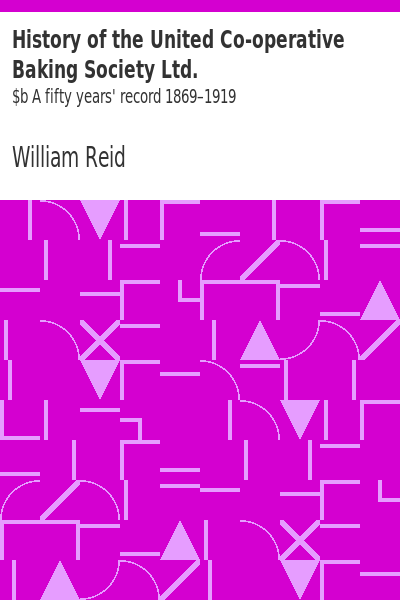 History of the United Co-operative
Baking Society Ltd.
$b A fifty years' record 1869–1919
William Reid